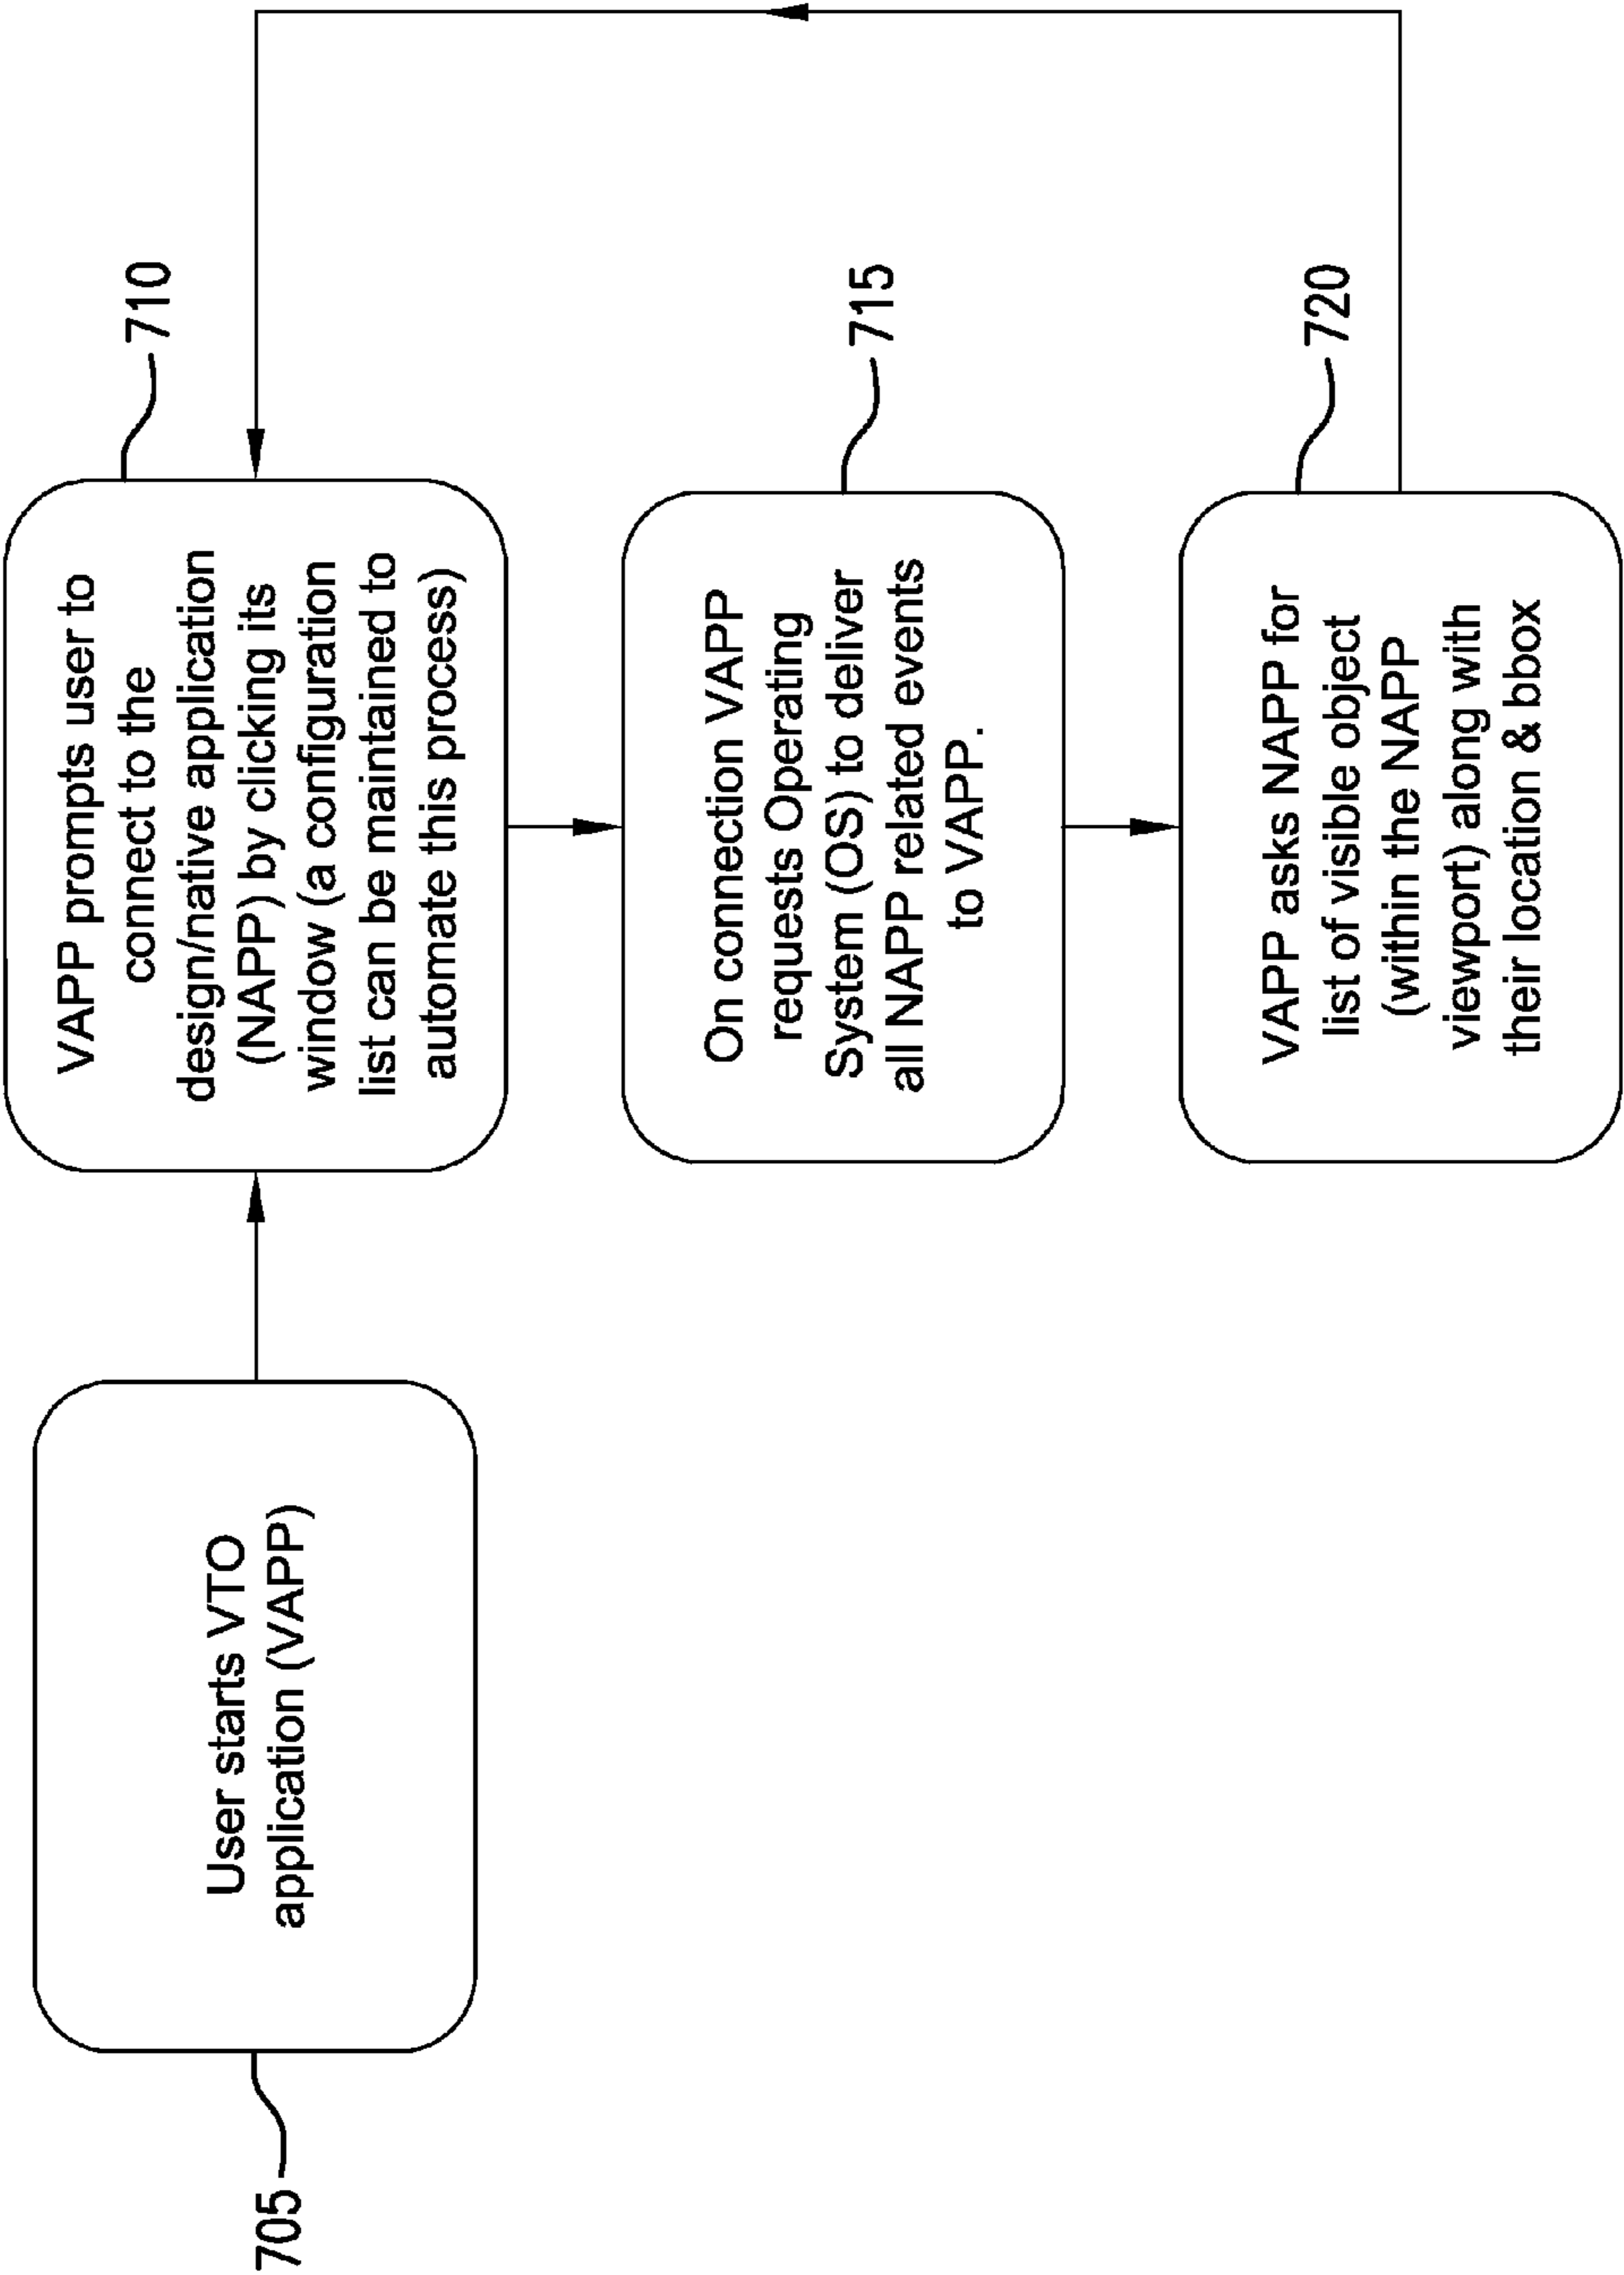 705
User starts VTO
application (VAPP)
710
VAPP prompts user to
connect to the
design/native application
(NAPP) by clicking its
window (a configuration
list can be maintained to
automate this process)
715
On connection VAPP
requests Operating
System (OS) to deliver
all NAPP related events
to VAPP.
720
VAPP asks NAPP for
list of visible object
(within the NAPP
viewport) along with
their location & bbox